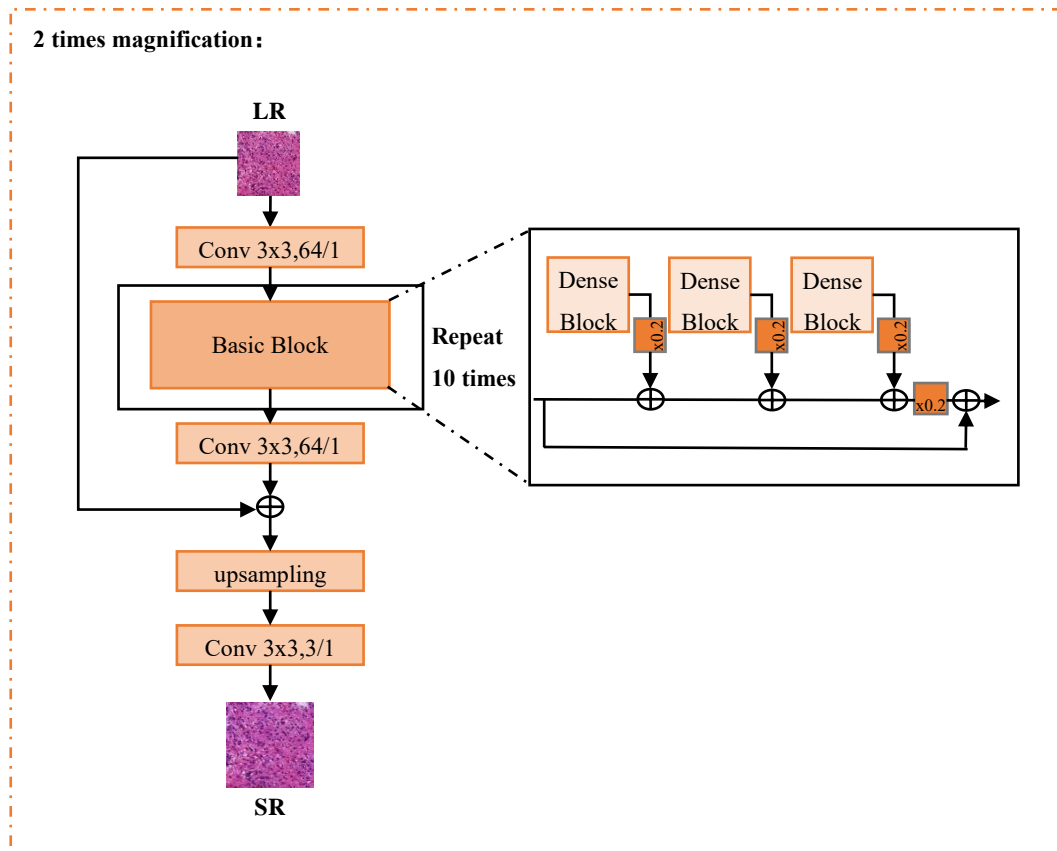 2 times magnification：
LR
Conv 3x3,64/1
Basic Block
Repeat
10 times
Conv 3x3,64/1
upsampling
Conv 3x3,3/1
SR
Dense
Block
x0.2
Dense
Block
x0.2
Dense
Block
x0.2
x0.2